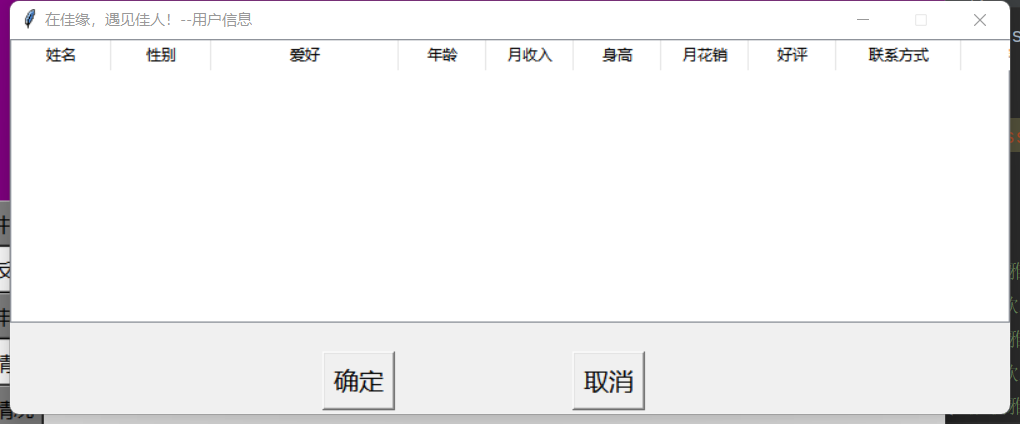 在佳缘，遇见佳人！--用户信息
姓名 性别 爱好 年龄 月收入 身高 月花销 好评 联系方式
确定 取消